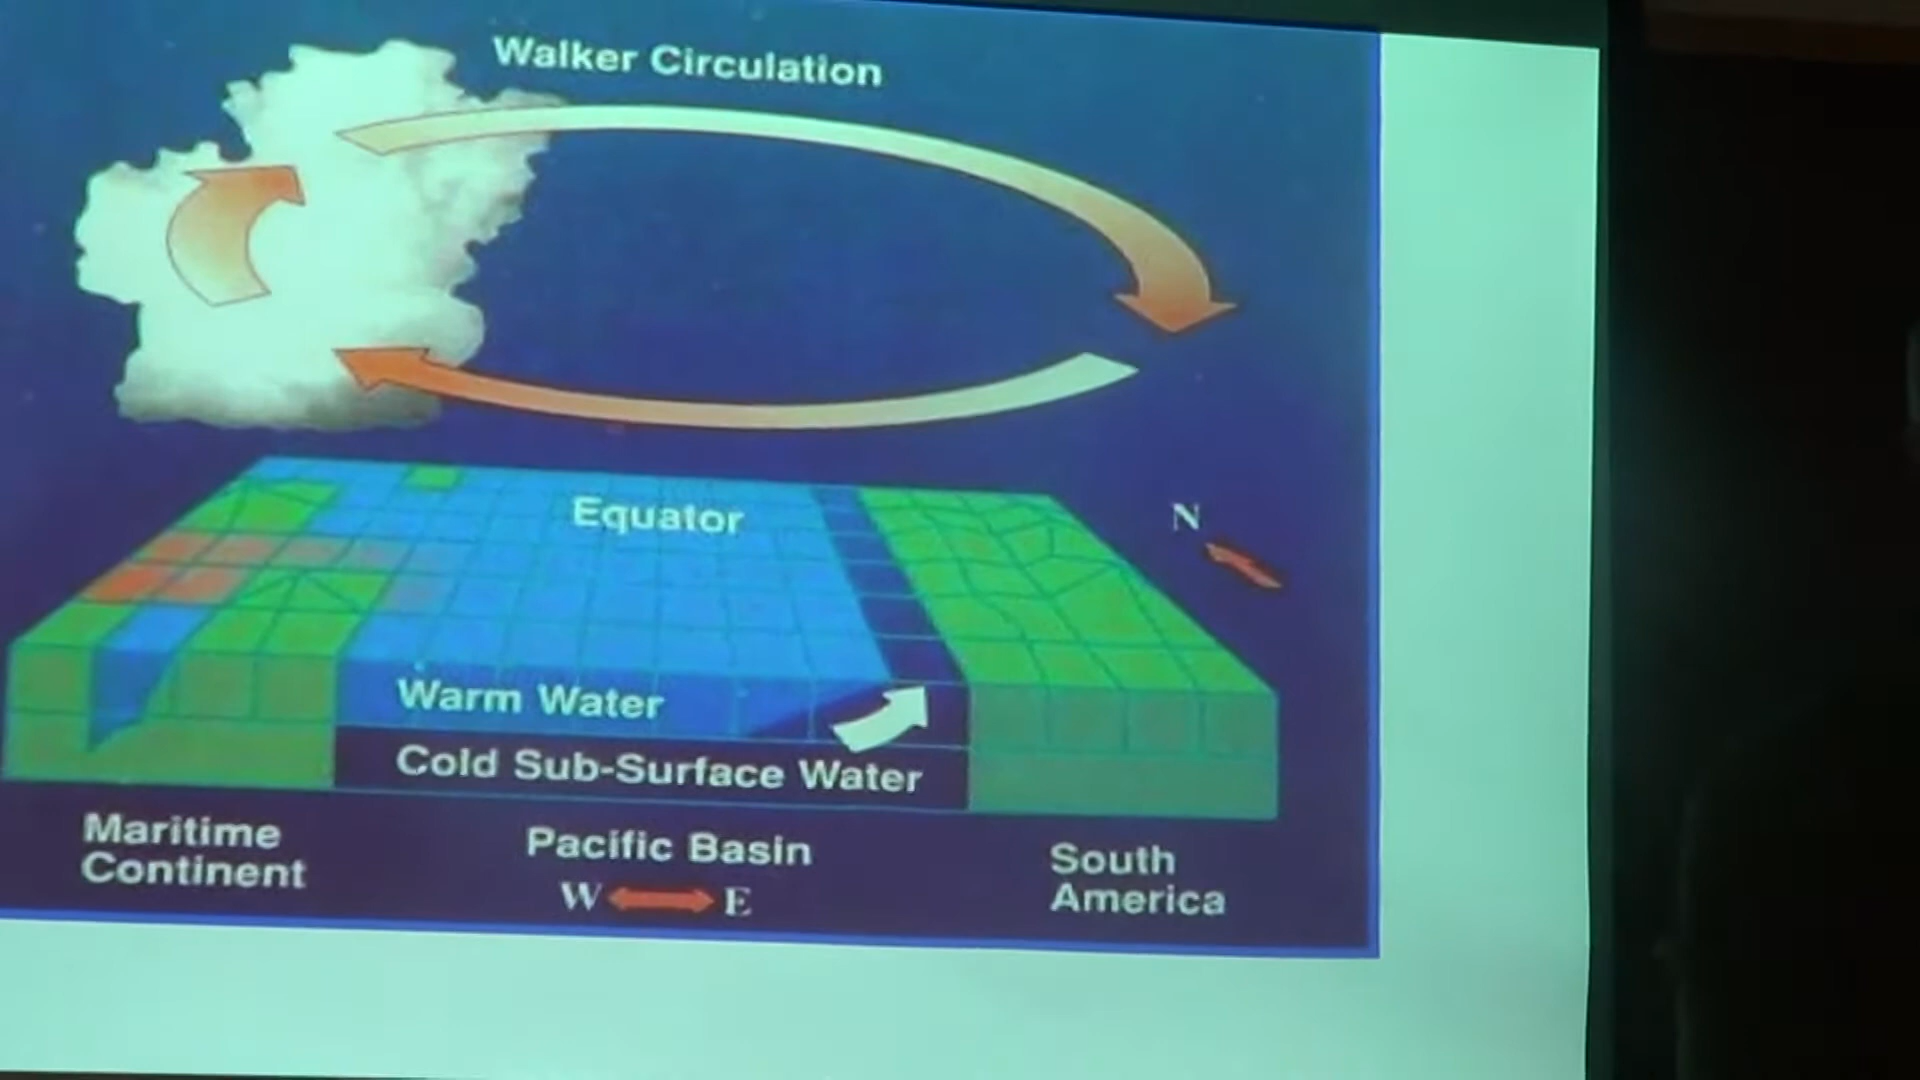 Walker Circulation
Equator
N
Warm Water
Cold Sub-Surface Water
Maritime
Continent
Pacific Basin
W E
South
America